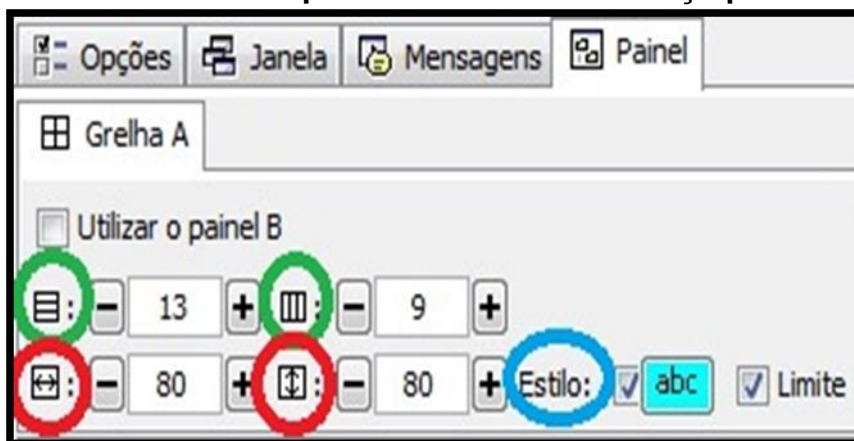 Opções Janela Mensagens Painel
Grelha A
Utilizar o painel B
: - 13 + : - 9 +
: - 80 + : - 80 + Estilo: abc Limite